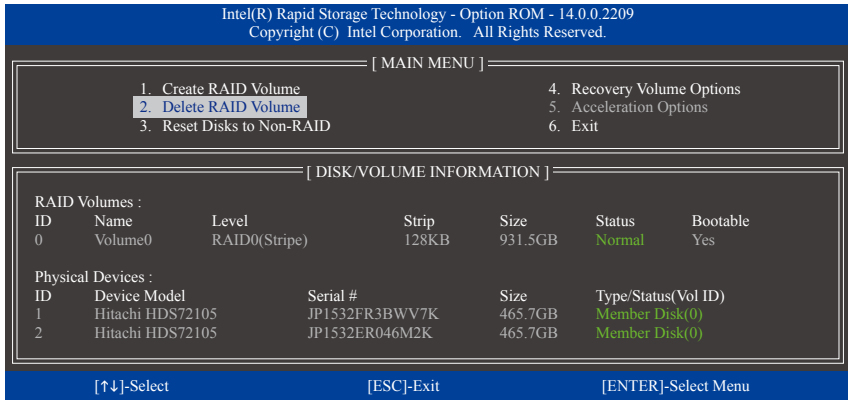 Intel(R) Rapid Storage Technology - Option ROM - 14.0.0.2209
Copyright (C) Intel Corporation. All Rights Reserved.
[ MAIN MENU ]
1. Create RAID Volume
2. Delete RAID Volume
3. Reset Disks to Non-RAID
4. Recovery Volume Options
5. Acceleration Options
6. Exit
[ DISK/VOLUME INFORMATION ]
RAID Volumes :
ID Name Level Strip Size Status Bootable
0 Volume0 RAID0(Stripe) 128KB 931.5GB Normal Yes
Physical Devices :
ID Device Model Serial # Size Type/Status(Vol ID)
1 Hitachi HDS72105 JP1532FR3BWV7K 465.7GB Member Disk(0)
2 Hitachi HDS72105 JP1532ER046M2K 465.7GB Member Disk(0)
[↑↓]-Select [ESC]-Exit [ENTER]-Select Menu